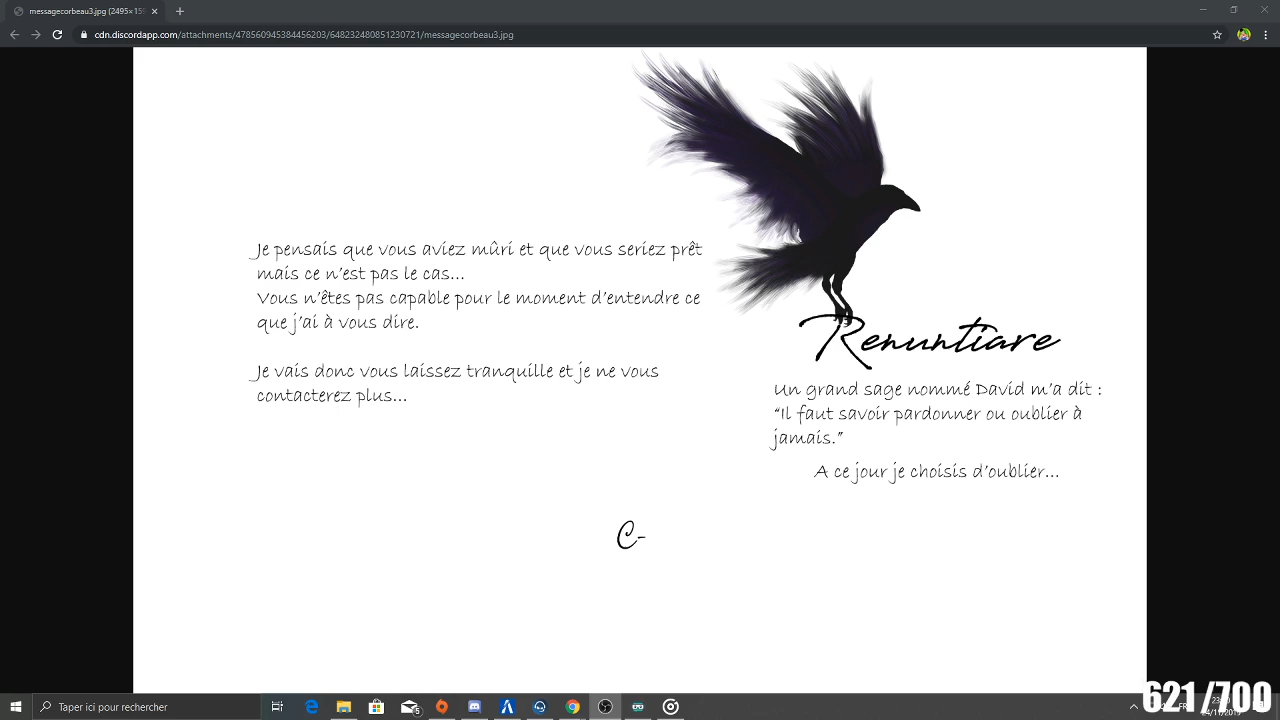 messagecorbeau3.jpg (2495×15
cdn.discordapp.com/attachments/478560945384456203/648232480851230721/messagecorbeau3.jpg
Je pensais que vous aviez mûri et que vous seriez prêt
mais ce n'est pas le cas...
Vous n'êtes pas capable pour le moment d'entendre ce
que j'ai à vous dire.
Je vais donc vous laissez tranquille et je ne vous
contacterez plus...
Renuntiare
Un grand sage nommé David m'a dit :
“Il faut savoir pardonner ou oublier à
jamais.”
A ce jour je choisis d'oublier...
C-
Taper ici pour rechercher
5
621/700